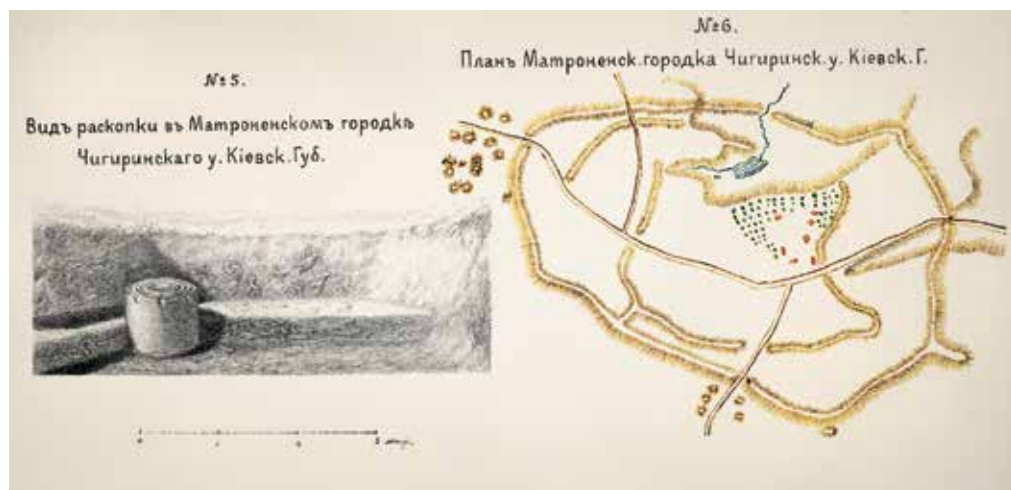 № 5.
Видъ раскопки въ Матроненскомъ городкѣ
Чигиринскаго у. Кіевск. Губ.
№ 6.
Планъ Матроненск. городка Чигиринск. у. Кіевск. Г.